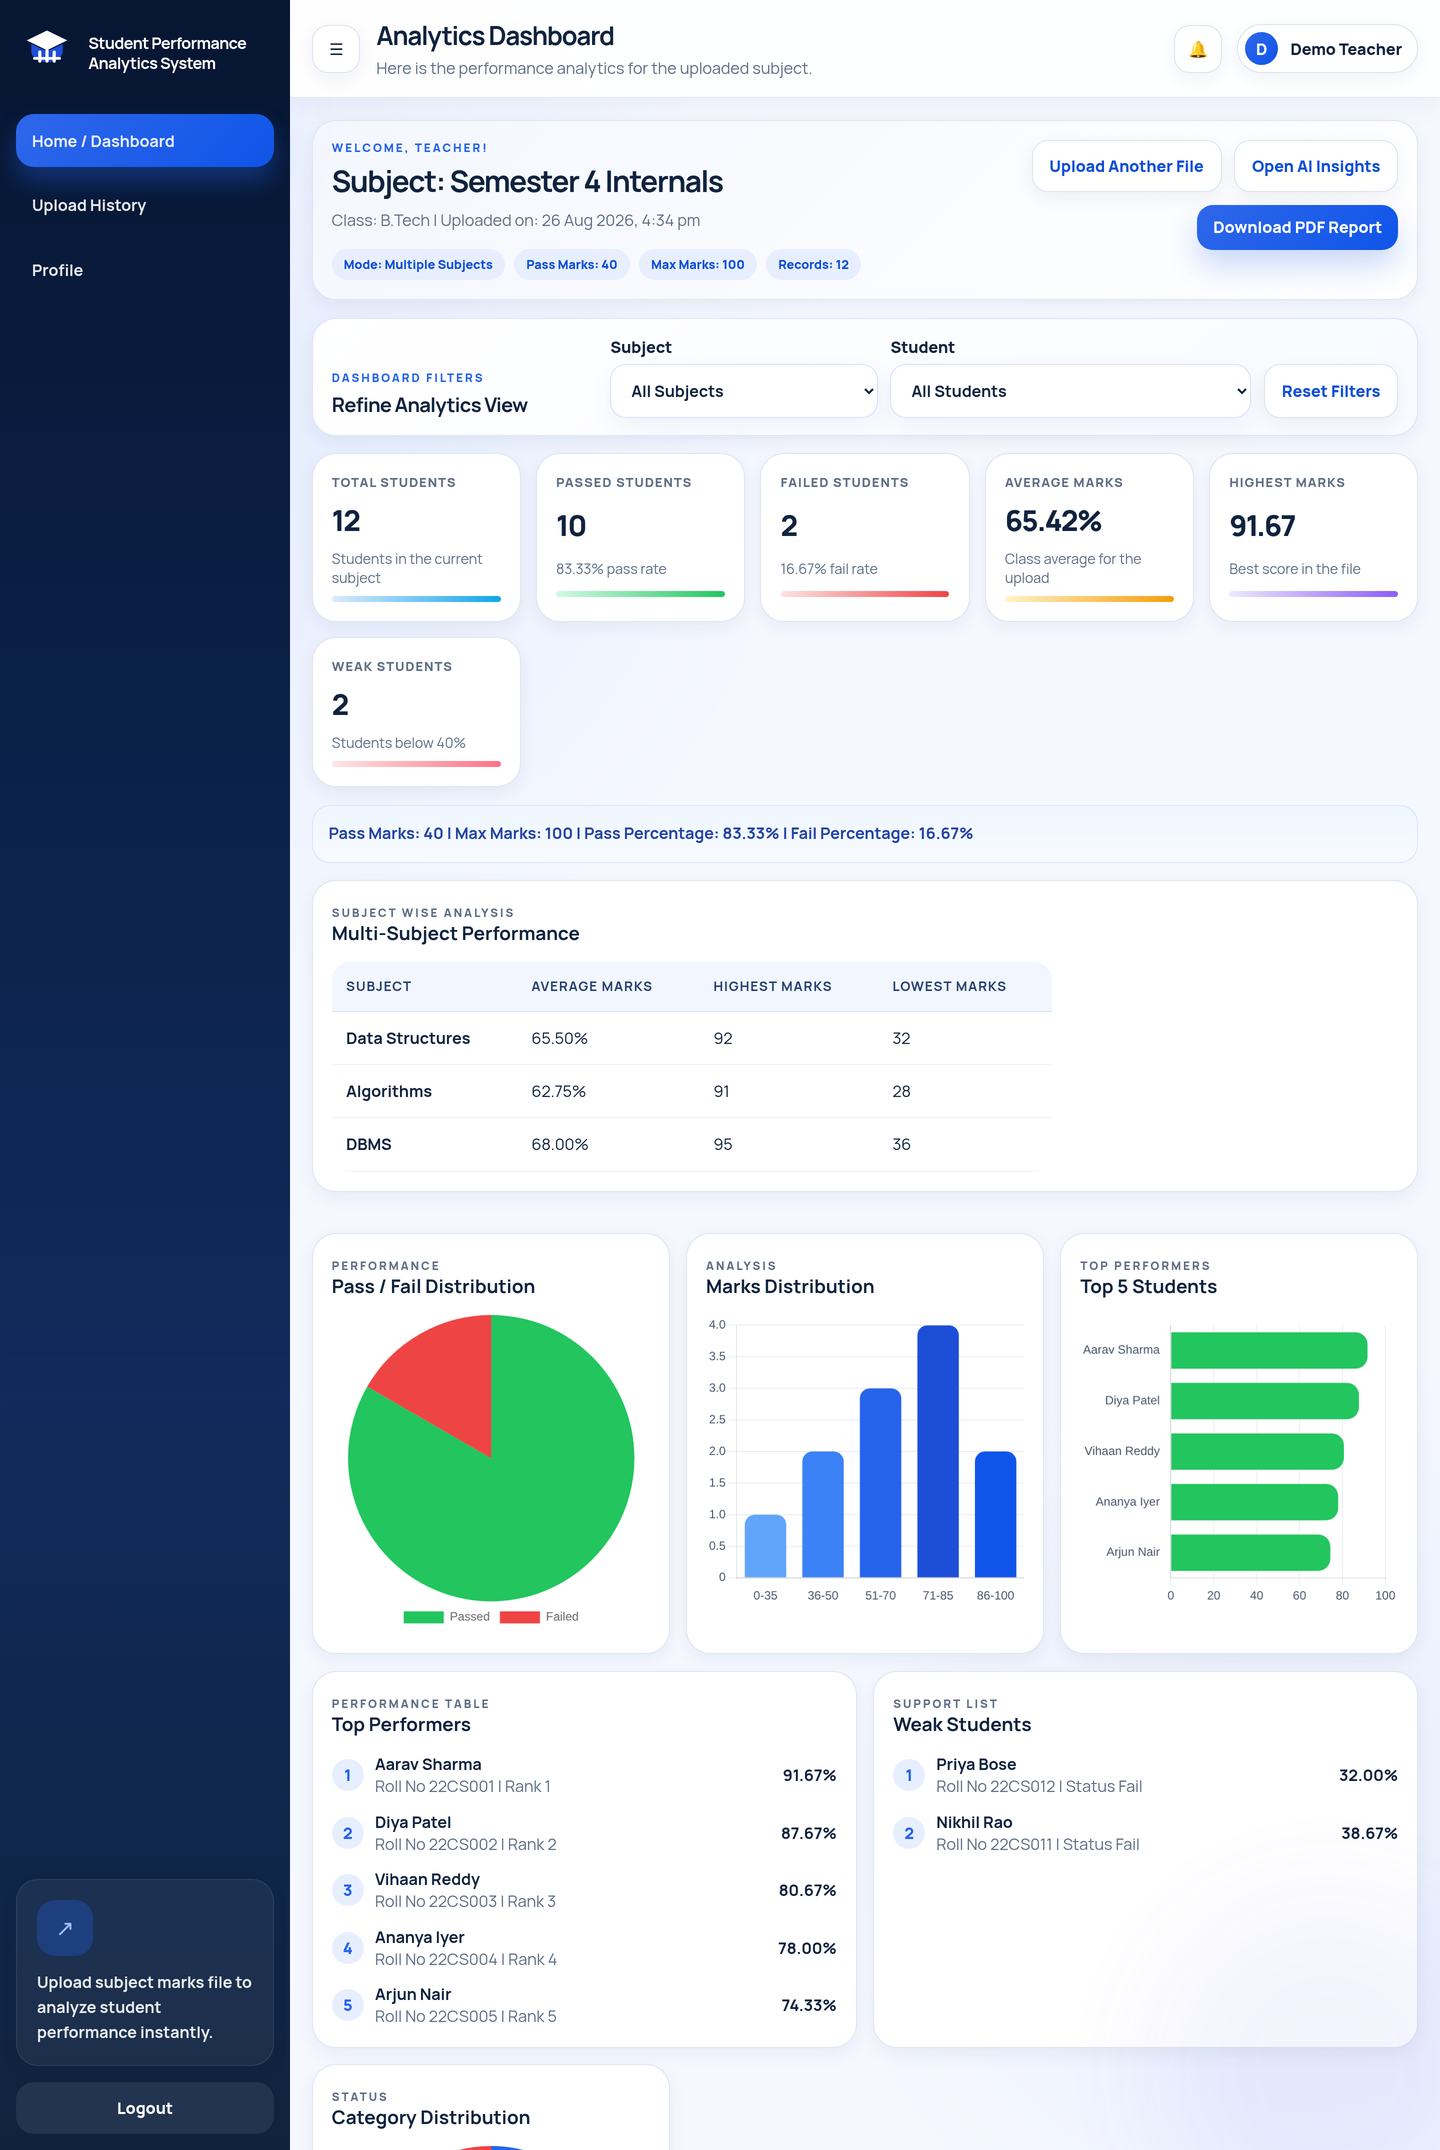 Student Performance
Analytics System
Home / Dashboard
Upload History
Profile
Upload subject marks file to
analyze student
performance instantly.
Logout
Analytics Dashboard
Here is the performance analytics for the uploaded subject.
D
Demo Teacher
WELCOME, TEACHER!
Subject: Semester 4 Internals
Class: B.Tech | Uploaded on: 26 Aug 2026, 4:34 pm
Mode: Multiple Subjects
Pass Marks: 40
Max Marks: 100
Records: 12
Upload Another File
Open AI Insights
Download PDF Report
DASHBOARD FILTERS
Refine Analytics View
Subject
All Subjects
Student
All Students
Reset Filters
TOTAL STUDENTS
12
Students in the current
subject
PASSED STUDENTS
10
83.33% pass rate
FAILED STUDENTS
2
16.67% fail rate
AVERAGE MARKS
65.42%
Class average for the
upload
HIGHEST MARKS
91.67
Best score in the file
WEAK STUDENTS
2
Students below 40%
Pass Marks: 40 | Max Marks: 100 | Pass Percentage: 83.33% | Fail Percentage: 16.67%
SUBJECT WISE ANALYSIS
Multi-Subject Performance
SUBJECT AVERAGE MARKS HIGHEST MARKS LOWEST MARKS
Data Structures 65.50% 92 32
Algorithms 62.75% 91 28
DBMS 68.00% 95 36
PERFORMANCE
Pass / Fail Distribution
Passed Failed
ANALYSIS
Marks Distribution
4.0
3.5
3.0
2.5
2.0
1.5
1.0
0.5
0
0-35 36-50 51-70 71-85 86-100
TOP PERFORMERS
Top 5 Students
Aarav Sharma
Diya Patel
Vihaan Reddy
Ananya Iyer
Arjun Nair
0 20 40 60 80 100
PERFORMANCE TABLE
Top Performers
1 Aarav Sharma 91.67%
Roll No 22CS001 | Rank 1
2 Diya Patel 87.67%
Roll No 22CS002 | Rank 2
3 Vihaan Reddy 80.67%
Roll No 22CS003 | Rank 3
4 Ananya Iyer 78.00%
Roll No 22CS004 | Rank 4
5 Arjun Nair 74.33%
Roll No 22CS005 | Rank 5
SUPPORT LIST
Weak Students
1 Priya Bose 32.00%
Roll No 22CS012 | Status Fail
2 Nikhil Rao 38.67%
Roll No 22CS011 | Status Fail
STATUS
Category Distribution